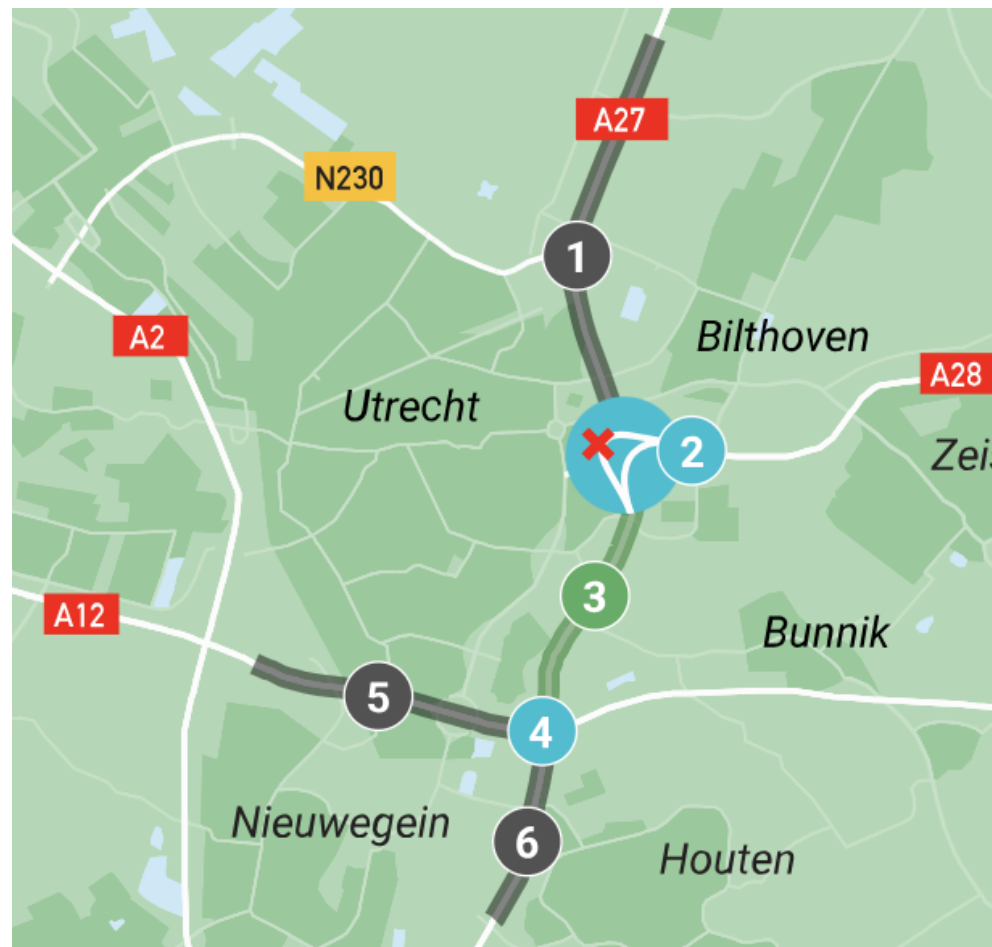 A27
N230
1
A2
Bilthoven
A28
Utrecht
2
Zeis
3
A12
Bunnik
5
4
Nieuwegein
6
Houten